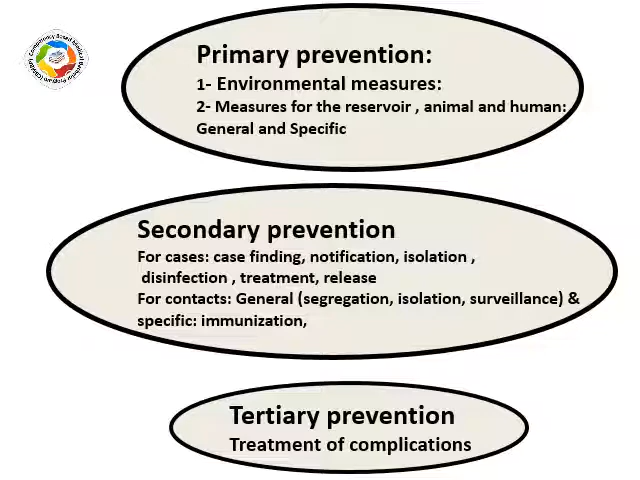 Primary prevention:
1- Environmental measures:
2- Measures for the reservoir , animal and human:
General and Specific
Secondary prevention
For cases: case finding, notification, isolation ,
disinfection , treatment, release
For contacts: General (segregation, isolation, surveillance) &
specific: immunization,
Tertiary prevention
Treatment of complications